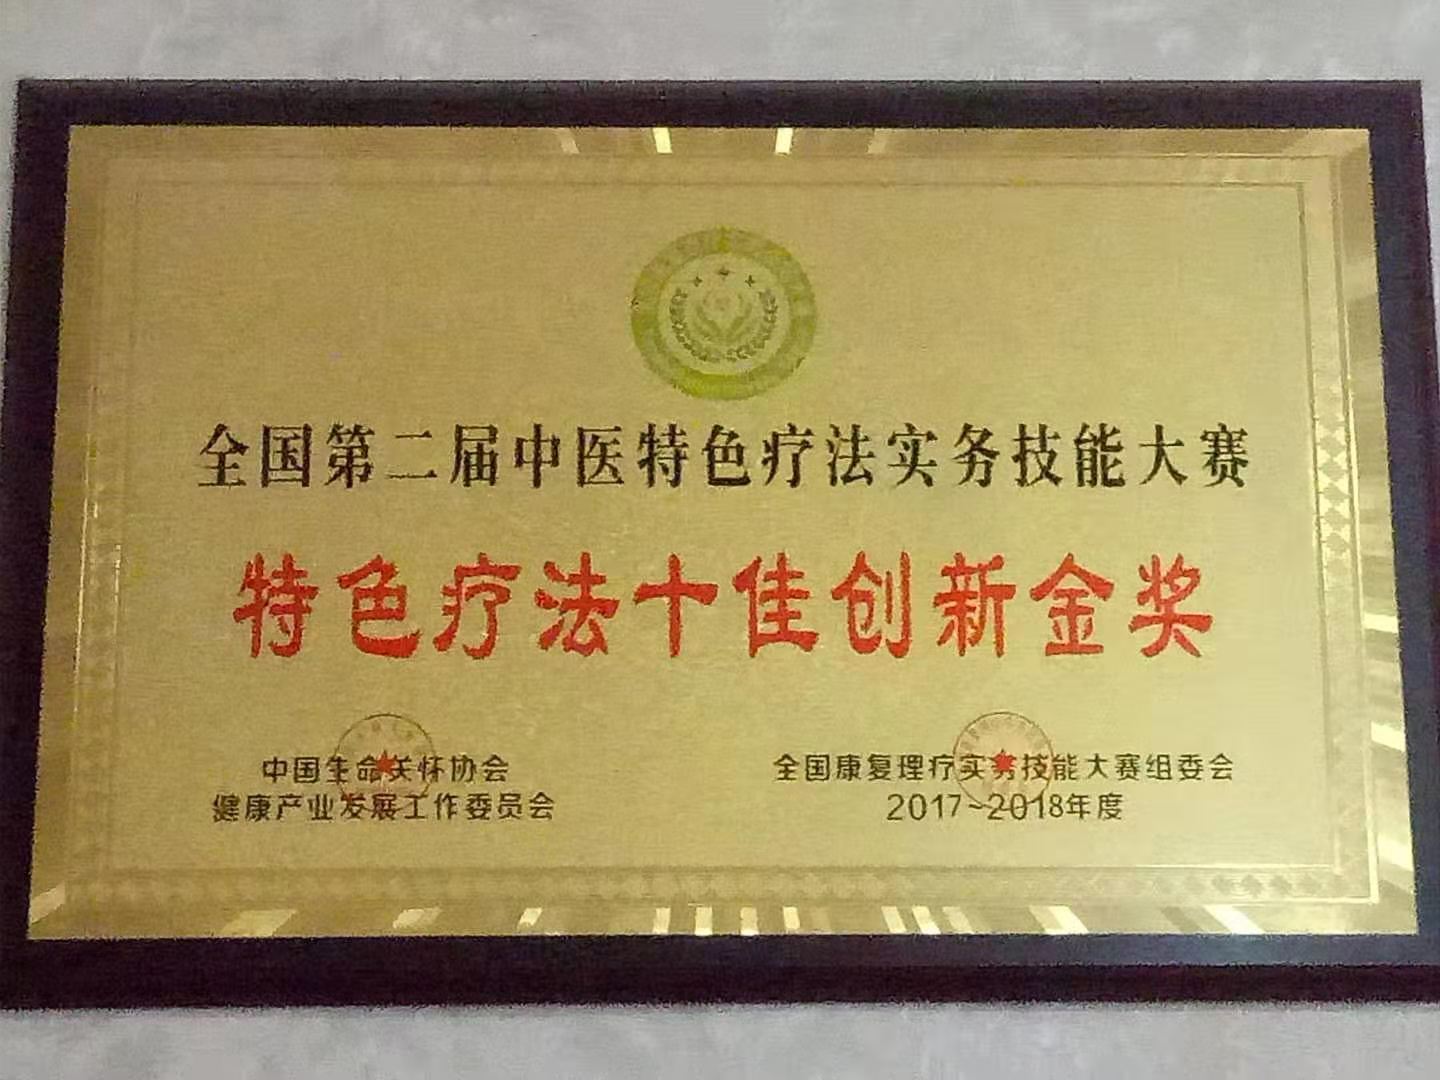 全国第二届中医特色疗法实务技能大赛
特色疗法十佳创新金奖
中国生命关怀协会
健康产业发展工作委员会
全国康复理疗实务技能大赛组委会
2017~2018年度